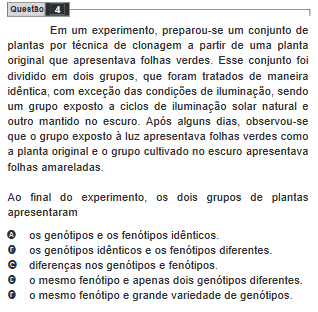 Questão 4
Em um experimento, preparou-se um conjunto de
plantas por técnica de clonagem a partir de uma planta
original que apresentava folhas verdes. Esse conjunto foi
dividido em dois grupos, que foram tratados de maneira
idêntica, com exceção das condições de iluminação, sendo
um grupo exposto a ciclos de iluminação solar natural e
outro mantido no escuro. Após alguns dias, observou-se
que o grupo exposto à luz apresentava folhas verdes como
a planta original e o grupo cultivado no escuro apresentava
folhas amareladas.
Ao final do experimento, os dois grupos de plantas
apresentaram
A os genótipos e os fenótipos idênticos.
os genótipos idênticos e os fenótipos diferentes.
C diferenças nos genótipos e fenótipos.
o mesmo fenótipo e apenas dois genótipos diferentes.
o mesmo fenótipo e grande variedade de genótipos.